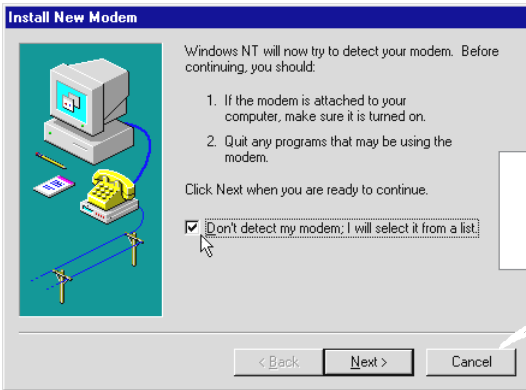 Install New Modem
Windows NT will now try to detect your modem. Before
continuing, you should:
1. If the modem is attached to your
computer, make sure it is turned on.
2. Quit any programs that may be using the
modem.
Click Next when you are ready to continue.
Don't detect my modem; I will select it from a list.
< Back
Next >
Cancel